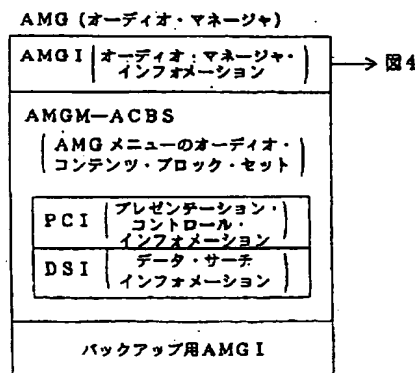 AMG (オーディオ・マネージャ)
AMGI (オーディオ・マネージャ・
インフォメーション)
→ 図4
AMGM—ACBS
(AMGメニューのオーディオ・
コンテンツ・ブロック・セット)
PCI (プレゼンテーション・
コントロール・
インフォメーション)
DSI (データ・サーチ
インフォメーション)
バックアップ用AMGI